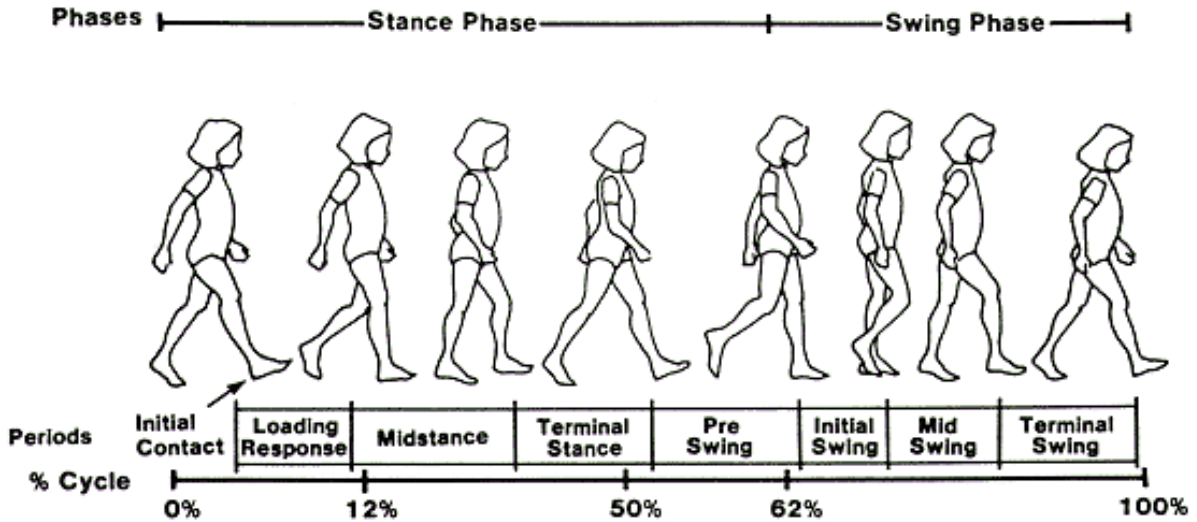 Phases Stance Phase Swing Phase
Initial Contact
Loading Response
Midstance
Terminal Stance
Pre Swing
Initial Swing
Mid Swing
Terminal Swing
Periods
% Cycle
0% 12% 50% 62% 100%